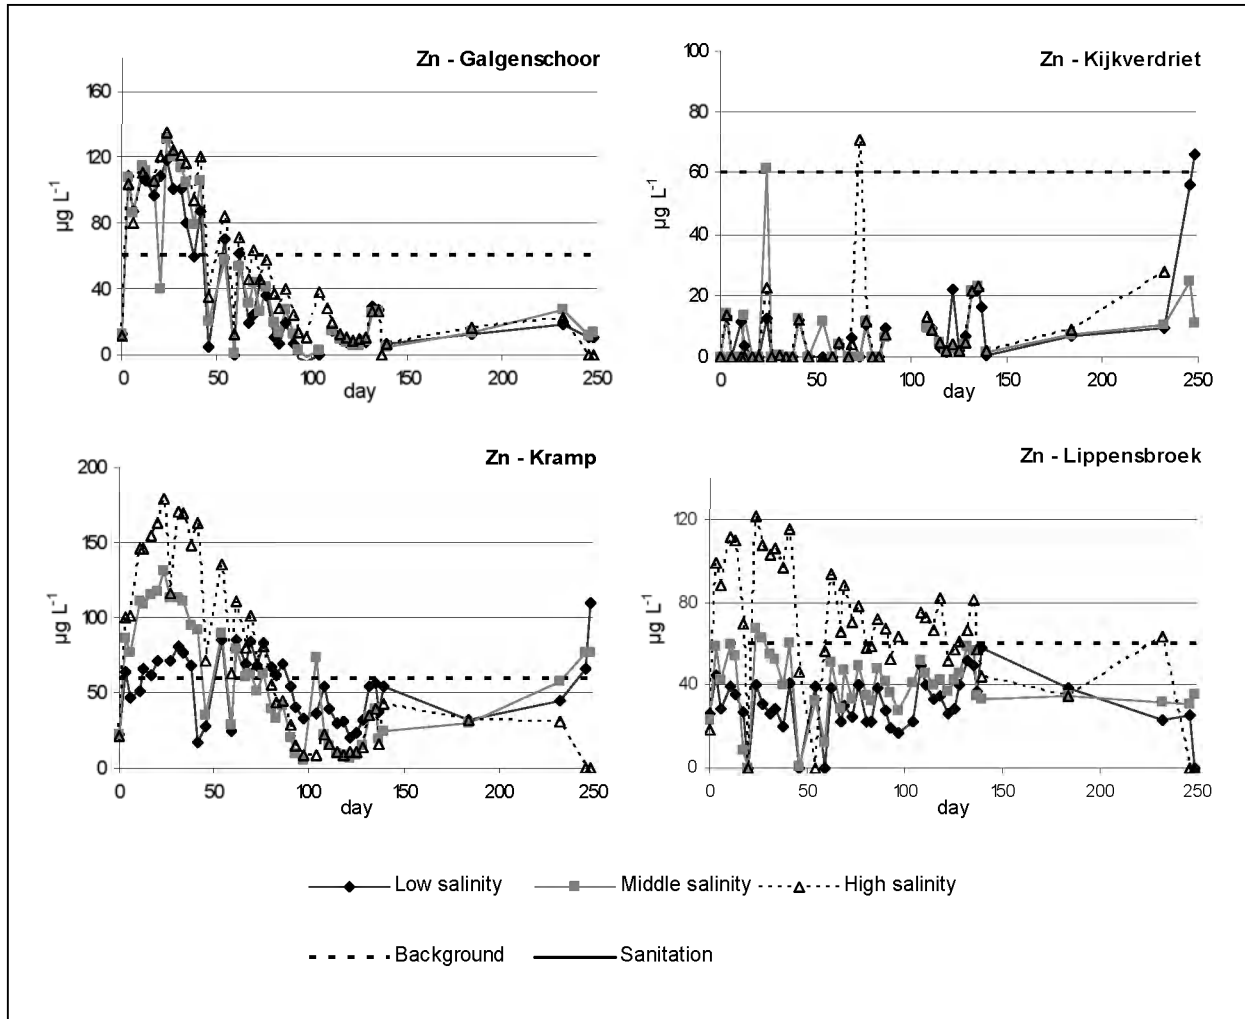 Zn - Galgenschoor
160
120
80
40
0
µg L-1
0 50 100 150 200 250
day
Zn - Kijkverdriet
100
80
60
40
20
0
µg L-1
0 50 100 150 200 250
day
Zn - Kramp
200
150
100
50
0
µg L-1
0 50 100 150 200 250
day
Zn - Lippensbroek
120
80
40
0
µg L-1
0 50 100 150 200 250
day
Low salinity Middle salinity High salinity
Background Sanitation